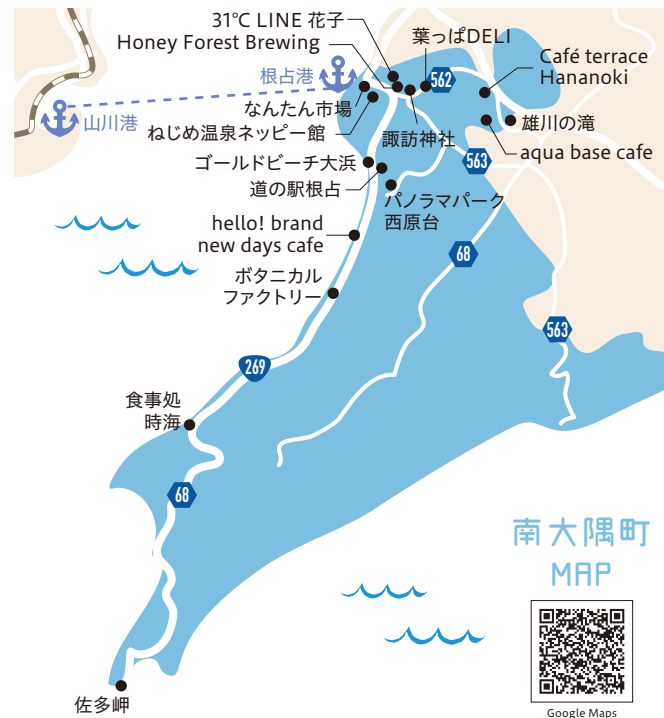 31℃ LINE 花子
Honey Forest Brewing
葉っぱDELI
562
Café terrace
Hananoki
根占港
山川港
なんたん市場
ねじめ温泉ネッピー館
諏訪神社
雄川の滝
aqua base cafe
563
ゴールドビーチ大浜
道の駅根占
パノラマパーク
西原台
hello! brand
new days cafe
68
ボタニカル
ファクトリー
563
269
食事処
時海
68
南大隅町
MAP
佐多岬
Google Maps